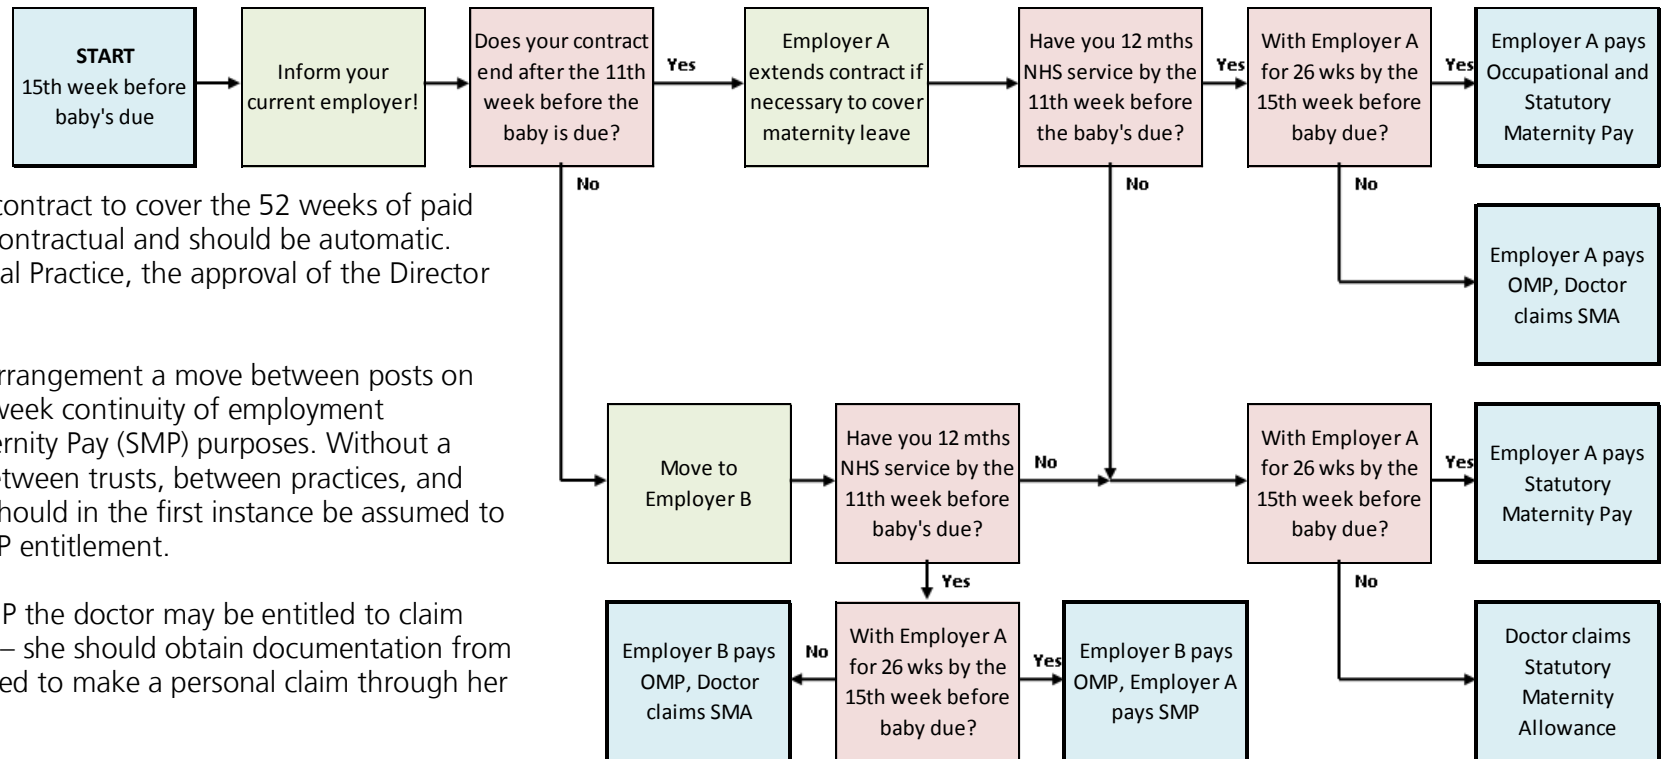 START
15th week before
baby's due
Inform your
current employer!
Does your contract
end after the 11th
week before the
baby is due?
Yes
No
Employer A
extends contract if
necessary to cover
maternity leave
Have you 12 mths
NHS service by the
11th week before
the baby's due?
Yes
No
With Employer A
for 26 wks by the
15th week before
baby due?
Yes
No
Employer A pays
Occupational and
Statutory
Maternity Pay
Employer A pays
OMP, Doctor
claims SMA
contract to cover the 52 weeks of paid
contractual and should be automatic.
al Practice, the approval of the Director
rrangement a move between posts on
week continuity of employment
ernity Pay (SMP) purposes. Without a
etween trusts, between practices, and
should in the first instance be assumed to
P entitlement.
P the doctor may be entitled to claim
– she should obtain documentation from
ed to make a personal claim through her
Move to
Employer B
Have you 12 mths
NHS service by the
11th week before
baby's due?
No
Yes
With Employer A
for 26 wks by the
15th week before
baby due?
Yes
No
Employer A pays
Statutory
Maternity Pay
Employer B pays
OMP, Doctor
claims SMA
No
With Employer A
for 26 wks by the
15th week before
baby due?
Yes
Employer B pays
OMP, Employer A
pays SMP
Doctor claims
Statutory
Maternity
Allowance